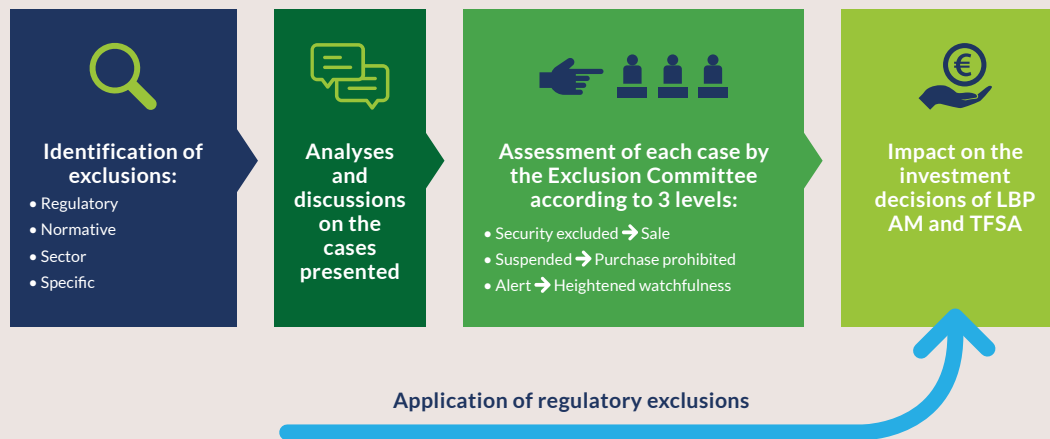 Identification of
exclusions:
• Regulatory
• Normative
• Sector
• Specific
Analyses
and
discussions
on the
cases
presented
Assessment of each case by
the Exclusion Committee
according to 3 levels:
• Security excluded ➔ Sale
• Suspended ➔ Purchase prohibited
• Alert ➔ Heightened watchfulness
€
Impact on the
investment
decisions of LBP
AM and TFSA
Application of regulatory exclusions